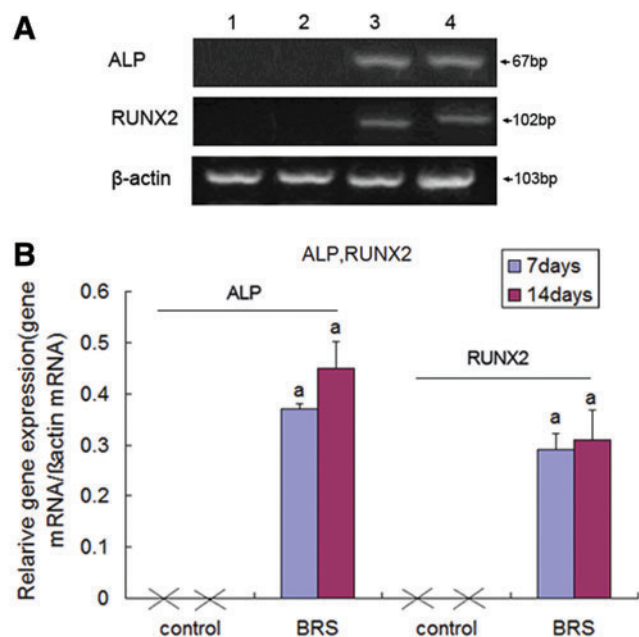 A
1 2 3 4
ALP
67bp
RUNX2
102bp
β-actin
103bp
B
ALP,RUNX2
7days
14days
Relarive gene expression(gene
mRNA/βactin mRNA)
0.6
0.5
0.4
0.3
0.2
0.1
0
ALP
RUNX2
a
a
a
a
control
BRS
control
BRS